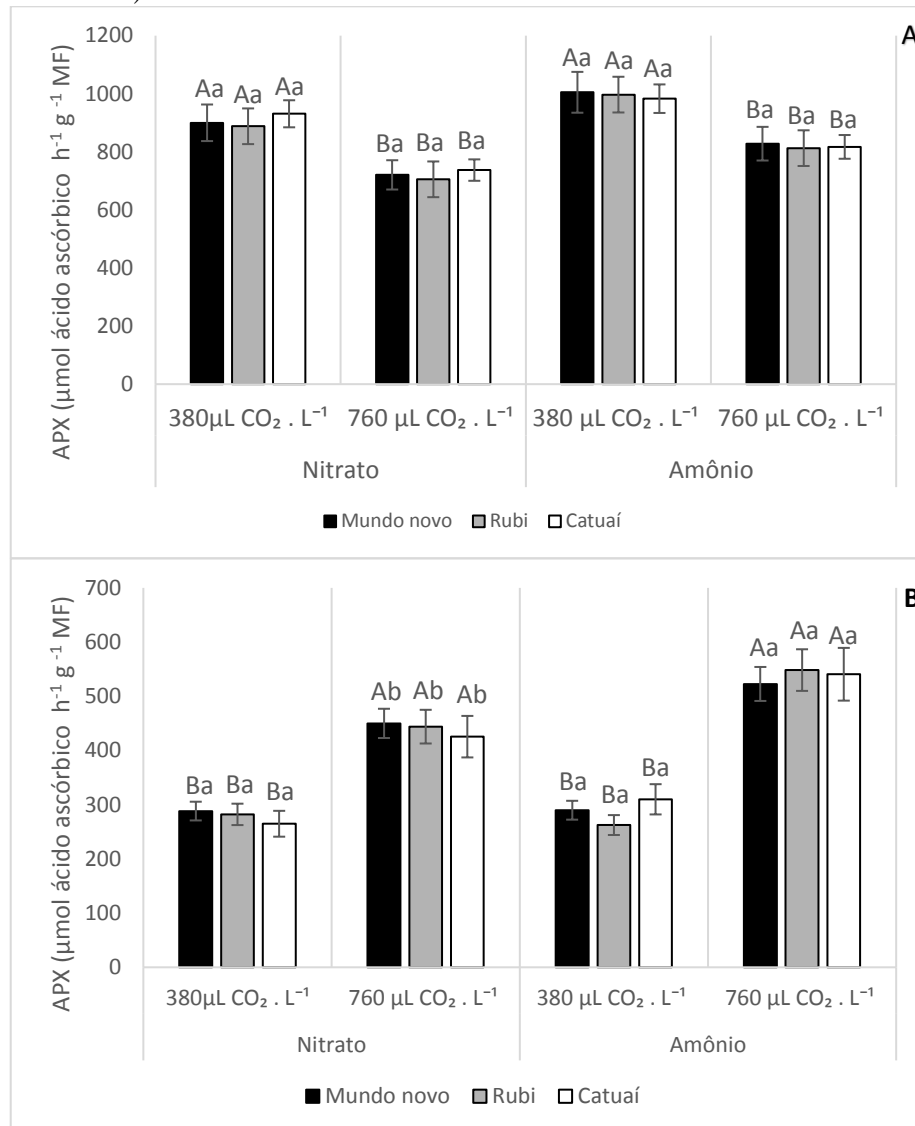 )
A
APX (µmol ácido ascórbico h⁻¹ g ⁻¹ MF)
1200
1000
800
600
400
200
0
Aa Aa Aa Ba Ba Ba Aa Aa Aa Ba Ba Ba
380µL CO₂ . L⁻¹ 760 µL CO₂ . L⁻¹ 380 µL CO₂ . L⁻¹ 760 µL CO₂ . L⁻¹
Nitrato Amônio
Mundo novo Rubi Catuaí
B
APX (µmol ácido ascórbico h⁻¹ g ⁻¹ MF)
700
600
500
400
300
200
100
0
Ba Ba Ba Ab Ab Ab Ba Ba Ba Aa Aa Aa
380µL CO₂ . L⁻¹ 760 µL CO₂ . L⁻¹ 380 µL CO₂ . L⁻¹ 760 µL CO₂ . L⁻¹
Nitrato Amônio
Mundo novo Rubi Catuaí